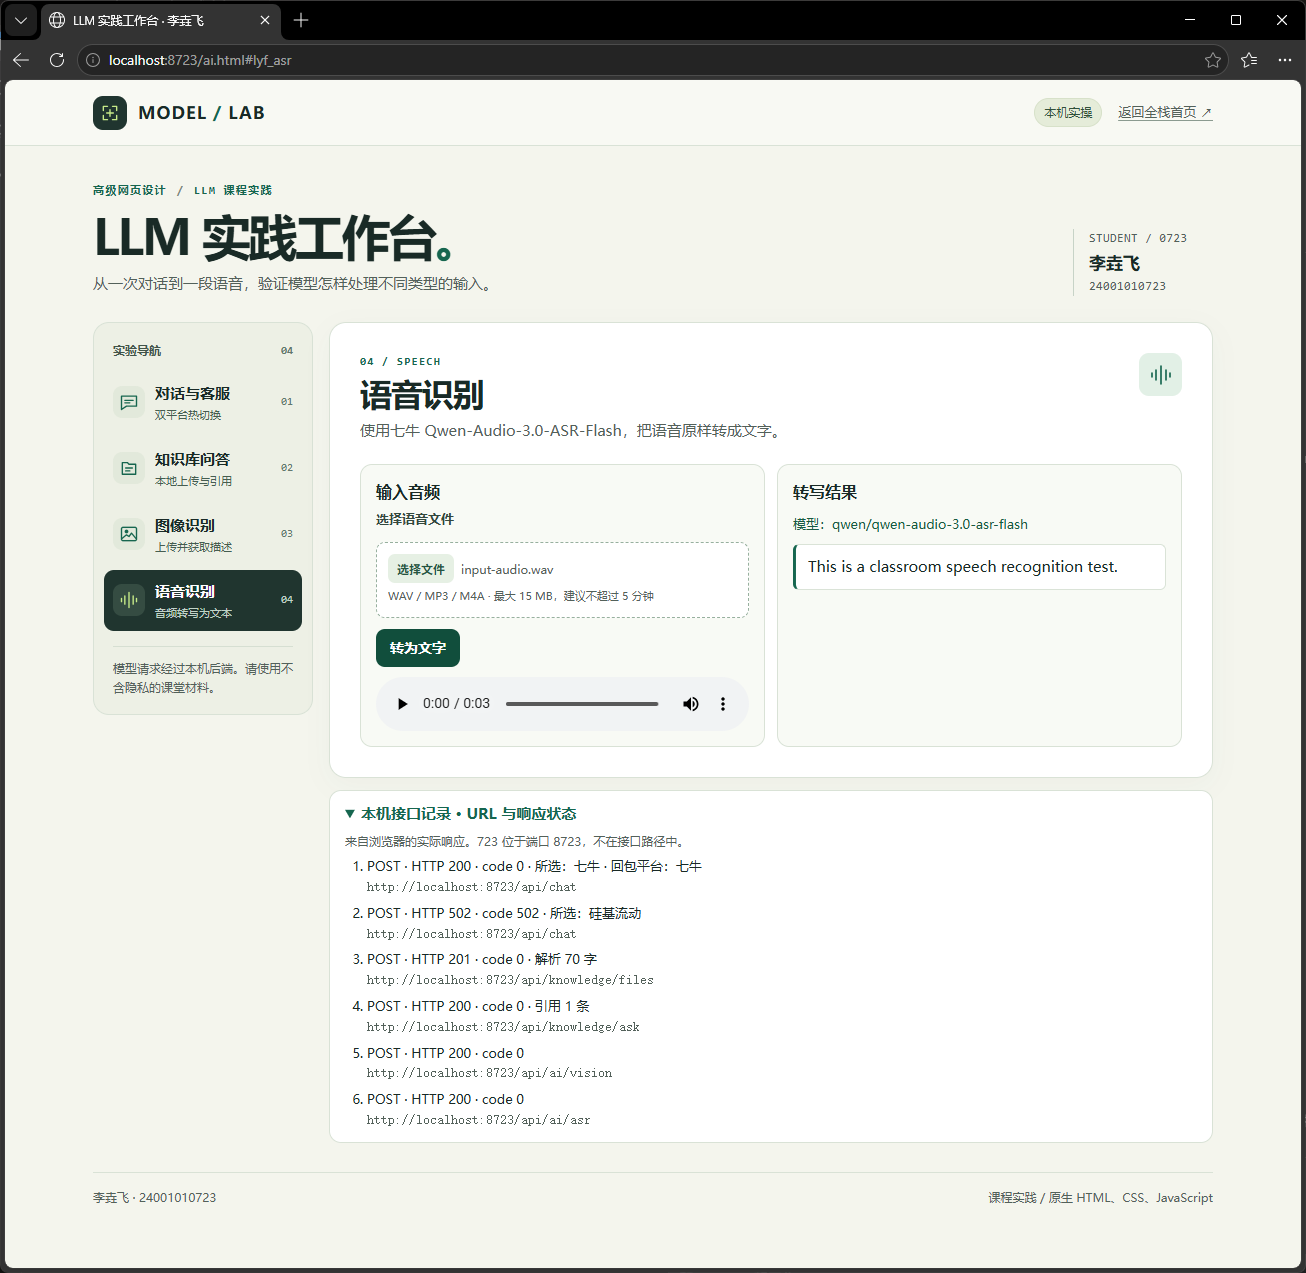 LLM 实践工作台 · 李垚飞
localhost:8723/ai.html#lyf_asr
MODEL / LAB
本机实操
返回全栈首页 ↗
高级网页设计 / LLM 课程实践
LLM 实践工作台。
从一次对话到一段语音，验证模型怎样处理不同类型的输入。
STUDENT / 0723
李垚飞
24001010723
实验导航 04
对话与客服 01
双平台热切换
知识库问答 02
本地上传与引用
图像识别 03
上传并获取描述
语音识别 04
音频转写为文本
模型请求经过本机后端。请使用不
含隐私的课堂材料。
04 / SPEECH
语音识别
使用七牛 Qwen-Audio-3.0-ASR-Flash，把语音原样转成文字。
输入音频
选择语音文件
选择文件 input-audio.wav
WAV / MP3 / M4A · 最大 15 MB，建议不超过 5 分钟
转为文字
0:00 / 0:03
转写结果
模型：qwen/qwen-audio-3.0-asr-flash
This is a classroom speech recognition test.
▼ 本机接口记录 • URL 与响应状态
来自浏览器的实际响应。723 位于端口 8723，不在接口路径中。
1. POST · HTTP 200 · code 0 · 所选：七牛 · 回包平台：七牛
http://localhost:8723/api/chat
2. POST · HTTP 502 · code 502 · 所选：硅基流动
http://localhost:8723/api/chat
3. POST · HTTP 201 · code 0 · 解析 70 字
http://localhost:8723/api/knowledge/files
4. POST · HTTP 200 · code 0 · 引用 1 条
http://localhost:8723/api/knowledge/ask
5. POST · HTTP 200 · code 0
http://localhost:8723/api/ai/vision
6. POST · HTTP 200 · code 0
http://localhost:8723/api/ai/asr
李垚飞 · 24001010723
课程实践 / 原生 HTML、CSS、JavaScript